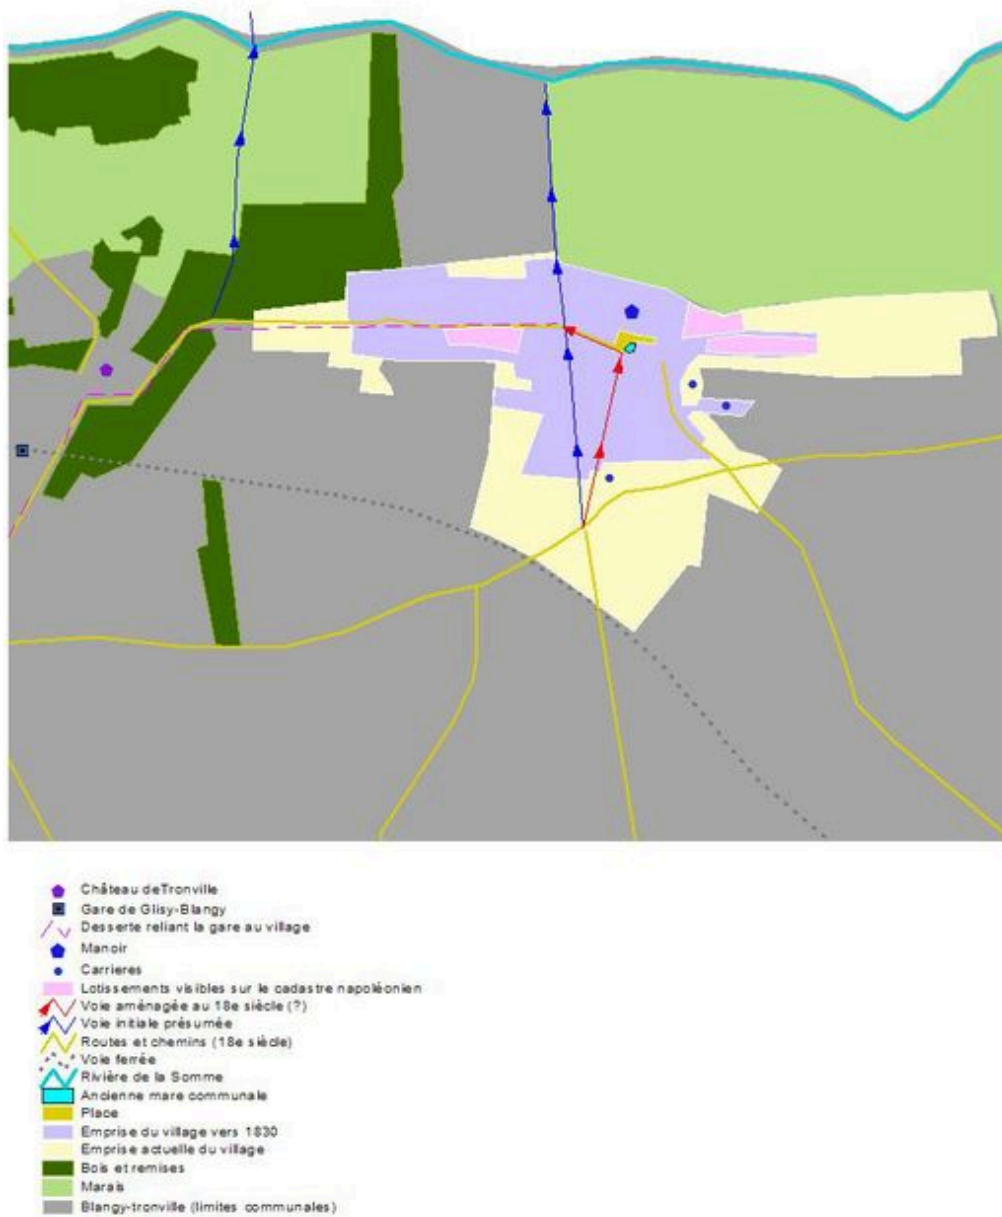 Château deTronville
Gare de Glisy-Blangy
Desserte reliant la gare au village
Manoir
Carrieres
Lotissements visibles sur le cadastre napoléonien
Voie aménagée au 18e siècle (?)
Voie initiale présumée
Routes et chemins (18e siècle)
Voie ferrée
Rivière de la Somme
Ancienne mare communale
Place
Emprise du village vers 1830
Emprise actuelle du village
Bois et remises
Marais
Blangy-tronville (limites communales)